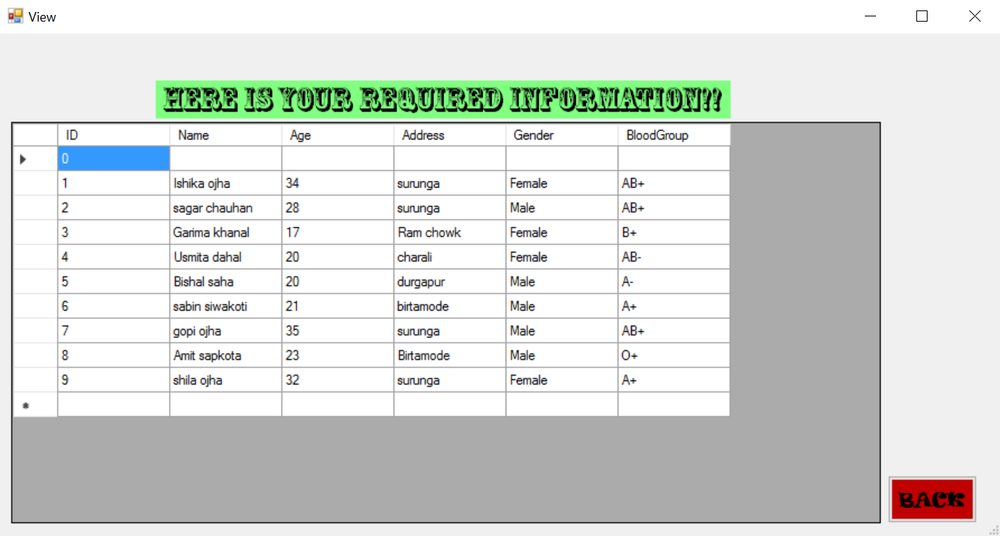 View
HERE IS YOUR REQUIRED INFORMATION??
ID Name Age Address Gender BloodGroup
0
1 Ishika ojha 34 surunga Female AB+
2 sagar chauhan 28 surunga Male AB+
3 Garima khanal 17 Ram chowk Female B+
4 Usmita dahal 20 charali Female AB-
5 Bishal saha 20 durgapur Male A-
6 sabin siwakoti 21 birtamode Male A+
7 gopi ojha 35 surunga Male AB+
8 Amit sapkota 23 Birtamode Male O+
9 shila ojha 32 surunga Female A+
BACK